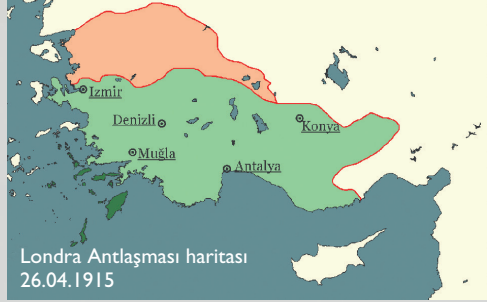 Izmir
Denizli
Konya
Muğla
Antalya
Londra Antlaşması haritası
26.04.1915